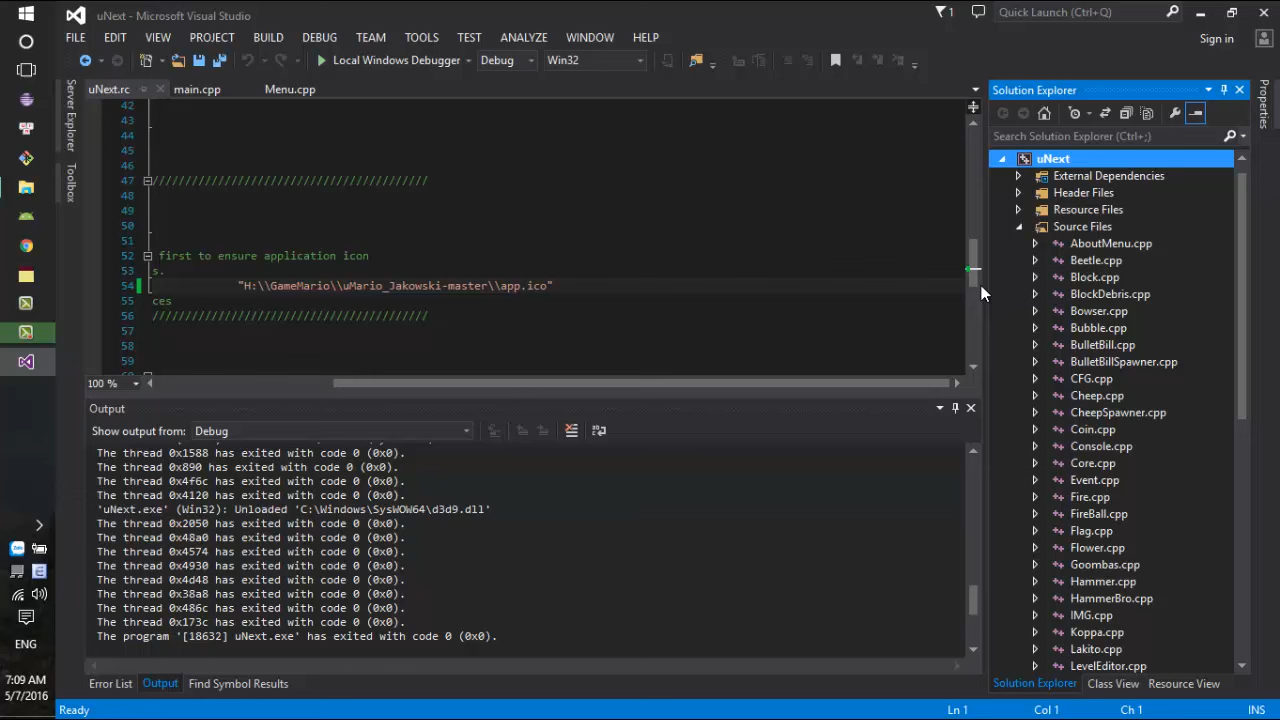 uNext - Microsoft Visual Studio
1
Quick Launch (Ctrl+Q)
FILE EDIT VIEW PROJECT BUILD DEBUG TEAM TOOLS TEST ANALYZE WINDOW HELP
Sign in
Local Windows Debugger
Debug
Win32
Server Explorer
Toolbox
uNext.rc
main.cpp
Menu.cpp
42
43
44
45
46
47 //////////////////////////////////////////
48
49
50
51
52 first to ensure application icon
53 s.
54 "H:\\GameMario\\uMario_Jakowski-master\\app.ico"
55 ces
56 //////////////////////////////////////////
57
58
59
100 %
Output
Show output from: Debug
The thread 0x1588 has exited with code 0 (0x0).
The thread 0x890 has exited with code 0 (0x0).
The thread 0x4f6c has exited with code 0 (0x0).
The thread 0x4120 has exited with code 0 (0x0).
'uNext.exe' (Win32): Unloaded 'C:\Windows\SysWOW64\d3d9.dll'
The thread 0x2050 has exited with code 0 (0x0).
The thread 0x48a0 has exited with code 0 (0x0).
The thread 0x4574 has exited with code 0 (0x0).
The thread 0x4930 has exited with code 0 (0x0).
The thread 0x4d48 has exited with code 0 (0x0).
The thread 0x38a8 has exited with code 0 (0x0).
The thread 0x486c has exited with code 0 (0x0).
The thread 0x173c has exited with code 0 (0x0).
The program '[18632] uNext.exe' has exited with code 0 (0x0).
Error List
Output
Find Symbol Results
Solution Explorer
Search Solution Explorer (Ctrl+;)
uNext
External Dependencies
Header Files
Resource Files
Source Files
AboutMenu.cpp
Beetle.cpp
Block.cpp
BlockDebris.cpp
Bowser.cpp
Bubble.cpp
BulletBill.cpp
BulletBillSpawner.cpp
CFG.cpp
Cheep.cpp
CheepSpawner.cpp
Coin.cpp
Console.cpp
Core.cpp
Event.cpp
Fire.cpp
FireBall.cpp
Flag.cpp
Flower.cpp
Goombas.cpp
Hammer.cpp
HammerBro.cpp
IMG.cpp
Koppa.cpp
Lakito.cpp
LevelEditor.cpp
Solution Explorer
Class View
Resource View
Properties
Zalo
ENG
7:09 AM
5/7/2016
Ready
Ln 1
Col 1
Ch 1
INS